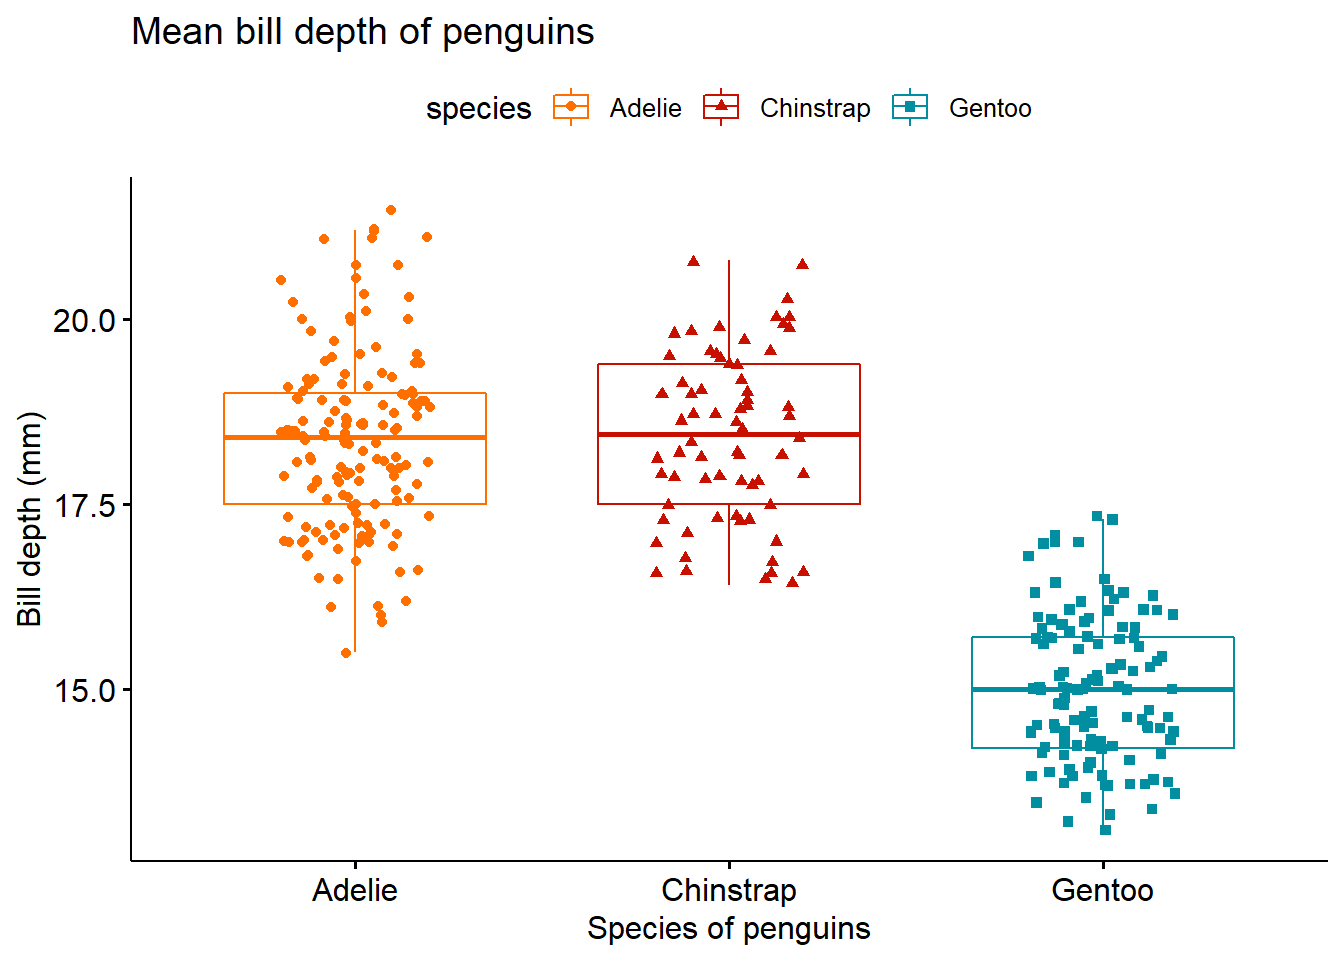 Mean bill depth of penguins
species Adelie Chinstrap Gentoo
Bill depth (mm)
20.0
17.5
15.0
Adelie Chinstrap Gentoo
Species of penguins